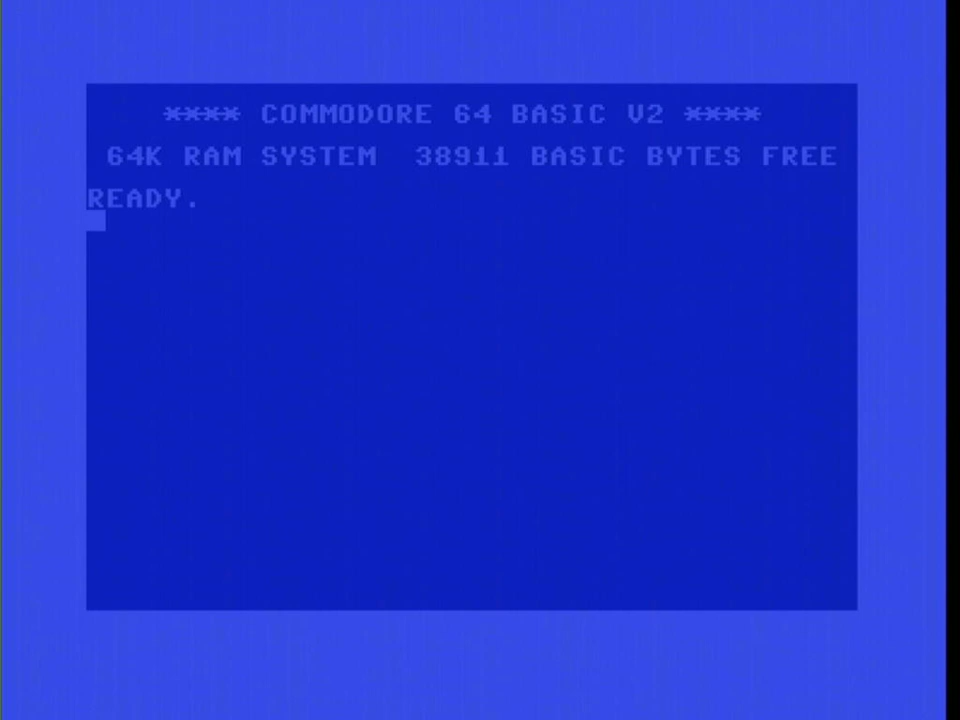 **** COMMODORE 64 BASIC V2 ****
64K RAM SYSTEM  38911 BASIC BYTES FREE
READY.